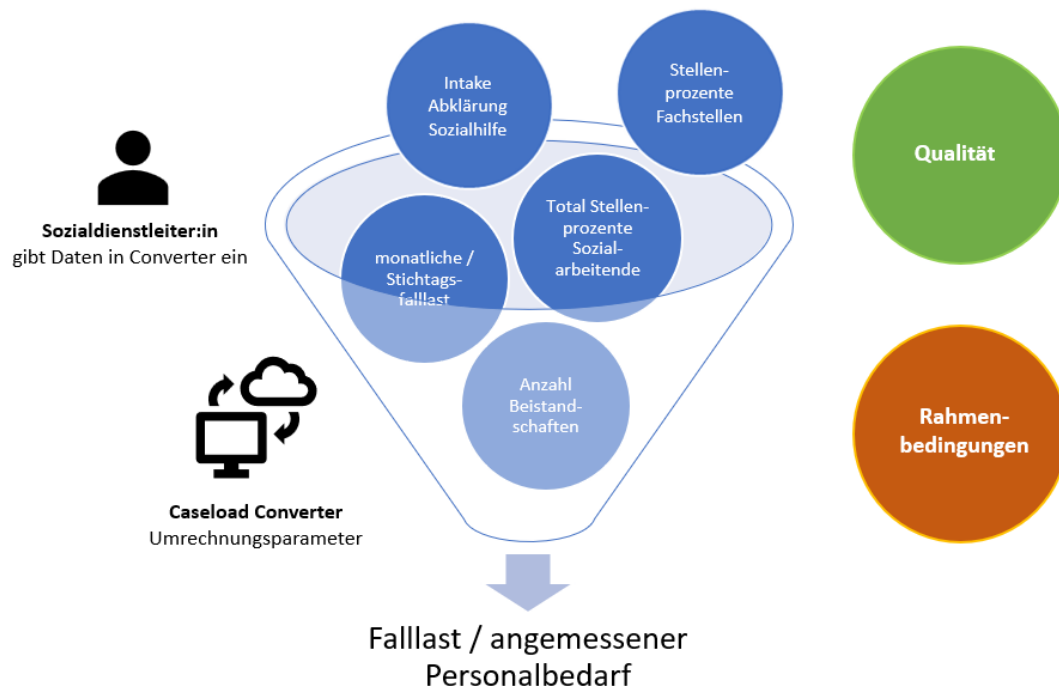 Intake
Abklärung
Sozialhilfe
Stellen-
prozente
Fachstellen
Qualität
Sozialdienstleiter:in
gibt Daten in Converter ein
monatliche /
Stichtags-
falllast
Total Stellen-
prozente
Sozial-
arbeitende
Anzahl
Beistand-
schaften
Rahmen-
bedingungen
Caseload Converter
Umrechnungsparameter
Falllast / angemessener
Personalbedarf